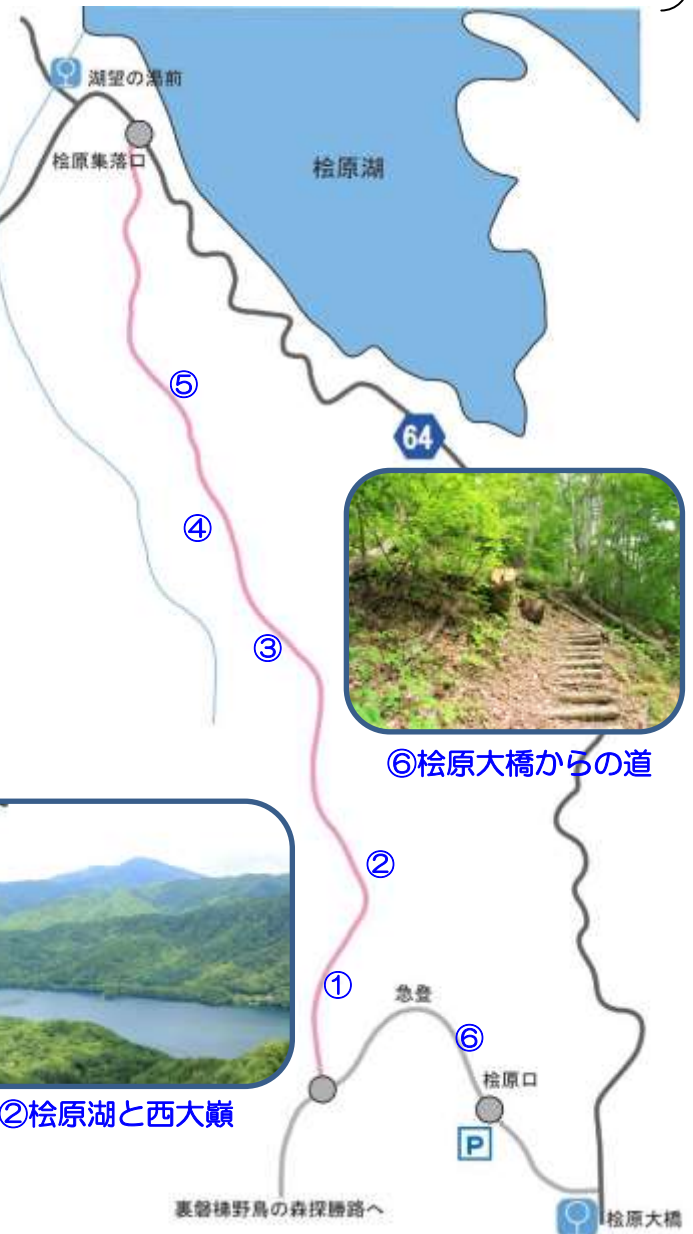 湖望の湯前
桧原集落口
桧原湖
⑤
64
④
③
⑥桧原大橋からの道
②
①
急登
⑥
②桧原湖と西大巓
桧原口
P
裏磐梯野鳥の森探勝路へ
桧原大橋